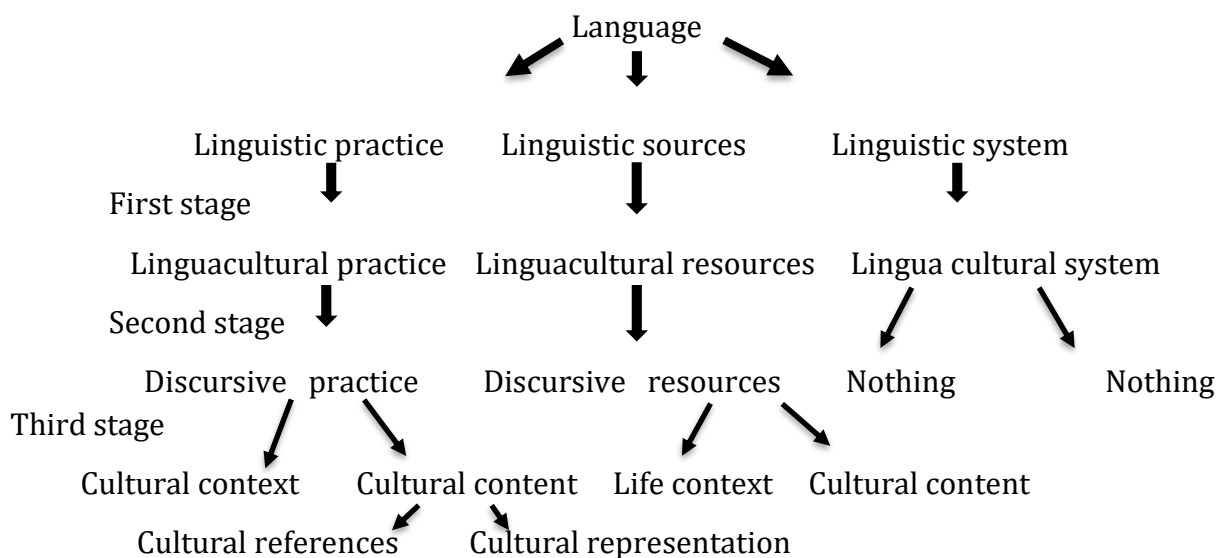 Language
Linguistic practice Linguistic sources Linguistic system
First stage
Linguacultural practice Linguacultural resources Lingua cultural system
Second stage
Discursive practice Discursive resources Nothing Nothing
Third stage
Cultural context Cultural content Life context Cultural content
Cultural references Cultural representation